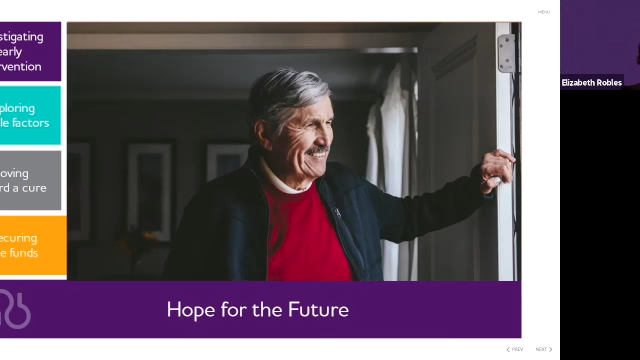 MENU
stigating
early
rvention
ploring
le factors
oving
rd a cure
ecuring
e funds
Hope for the Future
PREV
NEXT
Elizabeth Robles